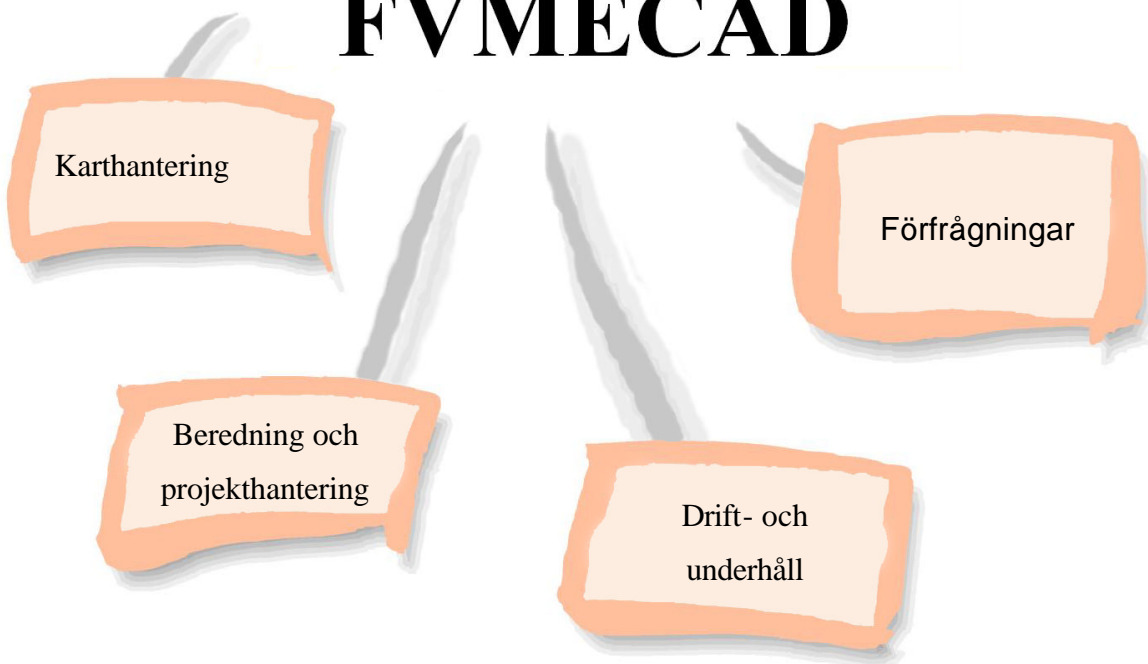 FVMECAD
Karthantering
Förfrågningar
Beredning och
projekthantering
Drift- och
underhåll